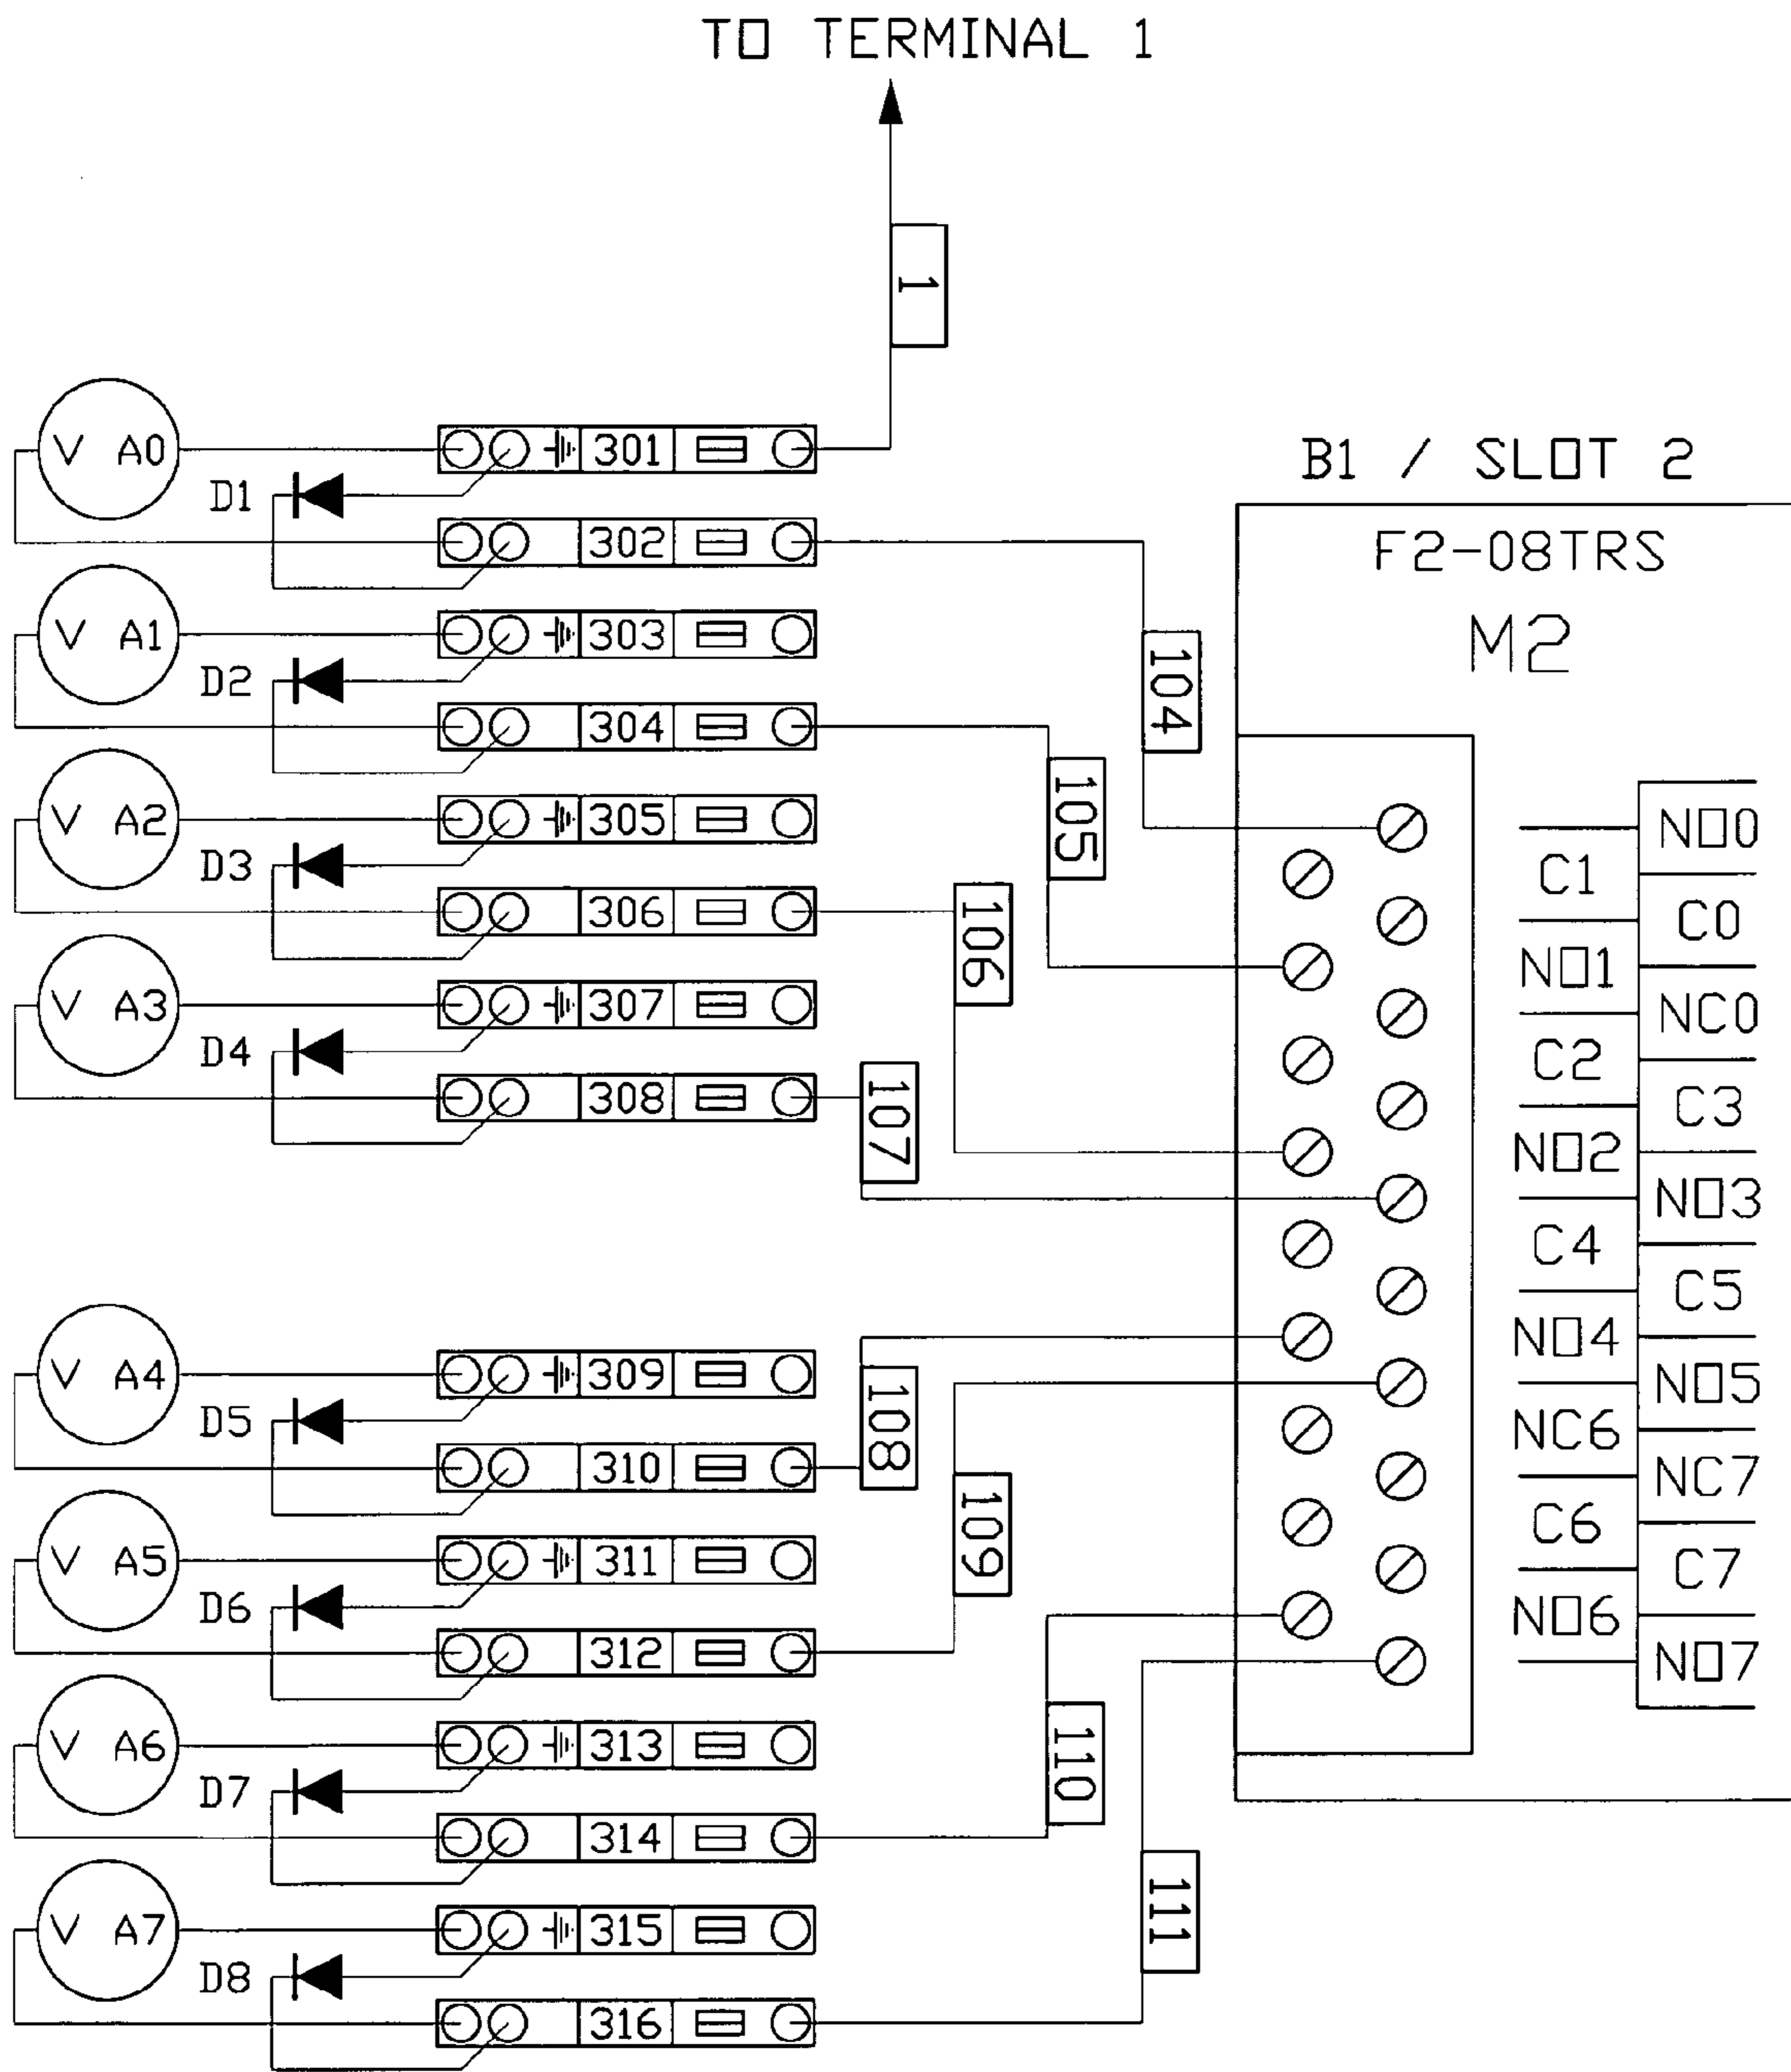 TO TERMINAL 1
1
V A0
301
D1
302
V A1
303
D2
304
V A2
305
D3
306
V A3
307
D4
308
V A4
309
D5
310
V A5
311
D6
312
V A6
313
D7
314
V A7
315
D8
316
104
105
106
107
108
109
110
111
B1 / SLOT 2
F2-08TRS
M2
C1
NO1
C2
NO2
C4
NO4
NC6
C6
NO6
NO0
C0
NC0
C3
NO3
C5
NO5
NC7
C7
NO7